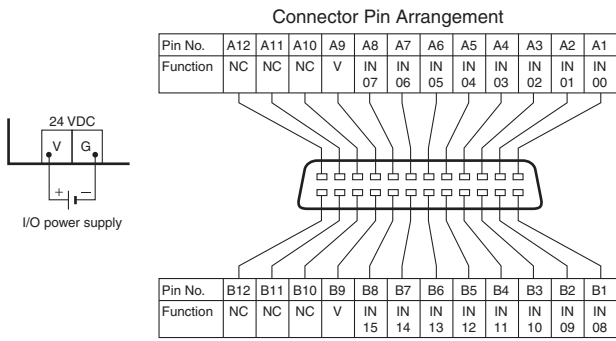 Connector Pin Arrangement
Pin No. A12 A11 A10 A9 A8 A7 A6 A5 A4 A3 A2 A1
Function NC NC NC V IN 07 IN 06 IN 05 IN 04 IN 03 IN 02 IN 01 IN 00
24 VDC
V G
+ −
I/O power supply
Pin No. B12 B11 B10 B9 B8 B7 B6 B5 B4 B3 B2 B1
Function NC NC NC V IN 15 IN 14 IN 13 IN 12 IN 11 IN 10 IN 09 IN 08